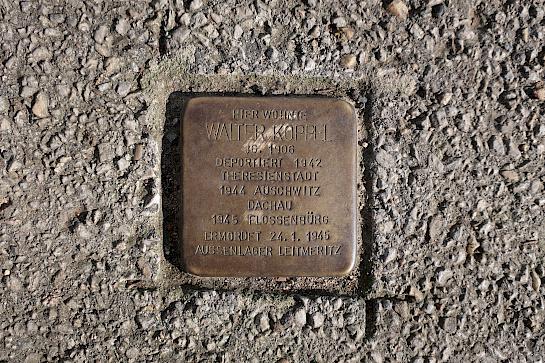 HIER WOHNTE
WALTER KOPPEL
JG. 1906
DEPORTIERT 1942
THERESIENSTADT
1944 AUSCHWITZ
DACHAU
1945 FLOSSENBÜRG
ERMORDET 24.1.1945
AUSSENLAGER LEITMERITZ